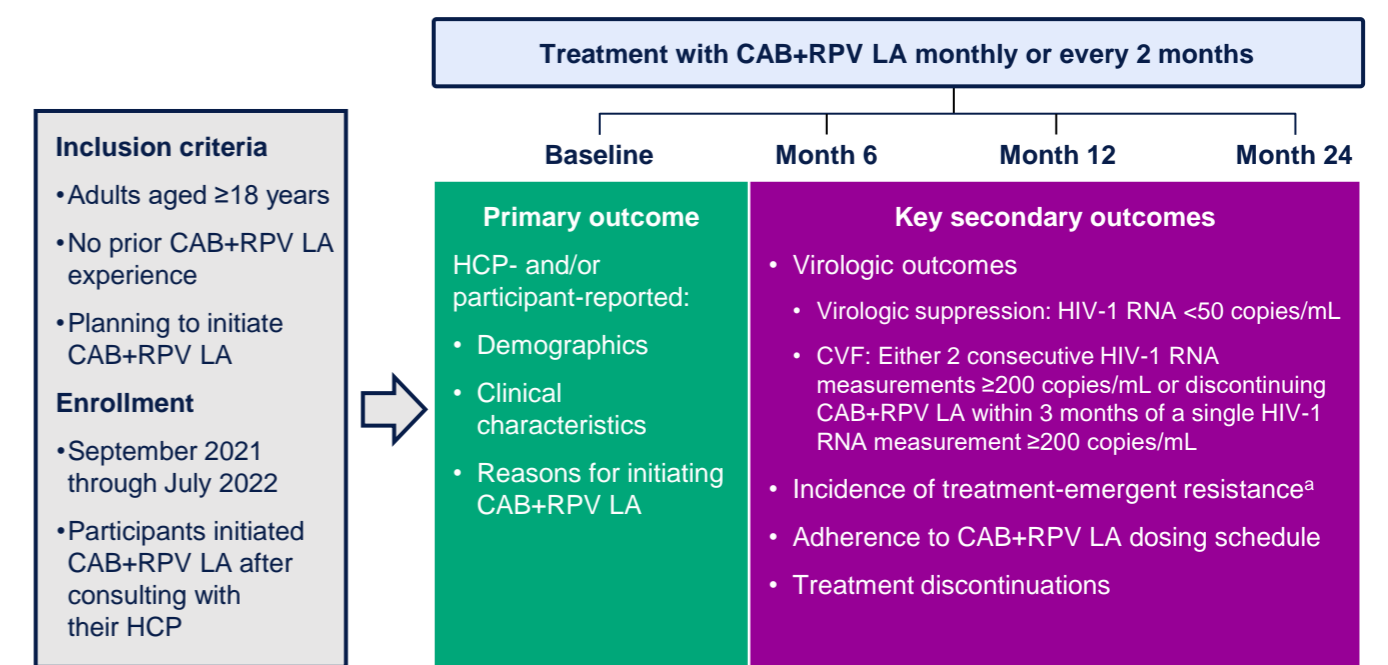 Treatment with CAB+RPV LA monthly or every 2 months
Baseline
Month 6
Month 12
Month 24
Inclusion criteria
•Adults aged ≥18 years
•No prior CAB+RPV LA
experience
•Planning to initiate
CAB+RPV LA
Enrollment
•September 2021
through July 2022
•Participants initiated
CAB+RPV LA after
consulting with
their HCP
Primary outcome
HCP- and/or
participant-reported:
• Demographics
• Clinical
characteristics
• Reasons for initiating
CAB+RPV LA
Key secondary outcomes
• Virologic outcomes
• Virologic suppression: HIV-1 RNA <50 copies/mL
• CVF: Either 2 consecutive HIV-1 RNA
measurements ≥200 copies/mL or discontinuing
CAB+RPV LA within 3 months of a single HIV-1
RNA measurement ≥200 copies/mL
• Incidence of treatment-emergent resistanceᵃ
• Adherence to CAB+RPV LA dosing schedule
• Treatment discontinuations